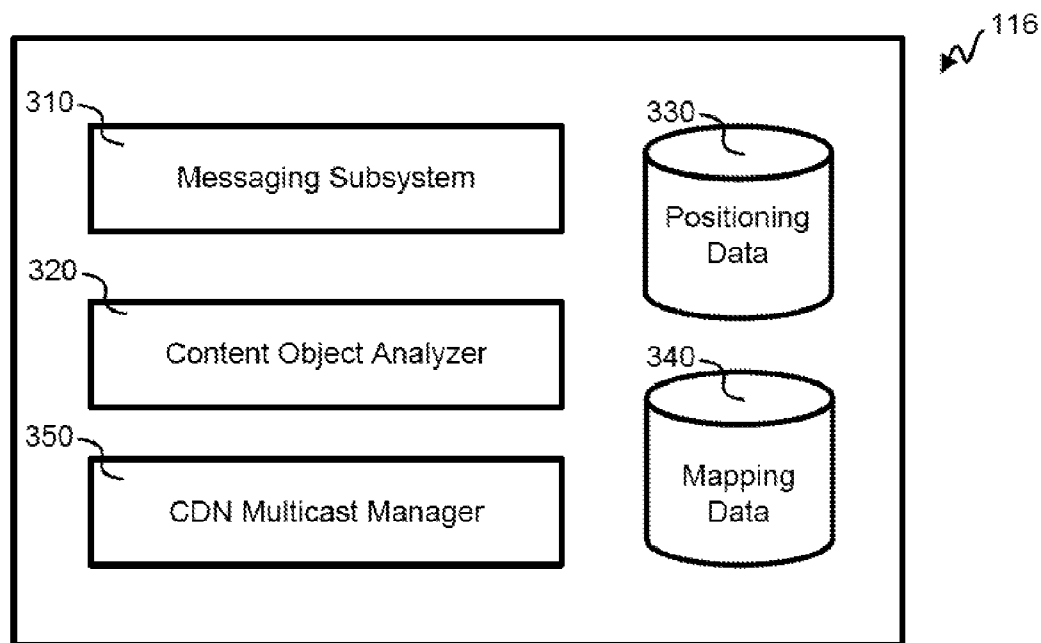 116
310
Messaging Subsystem
330
Positioning
Data
320
Content Object Analyzer
340
Mapping
Data
350
CDN Multicast Manager